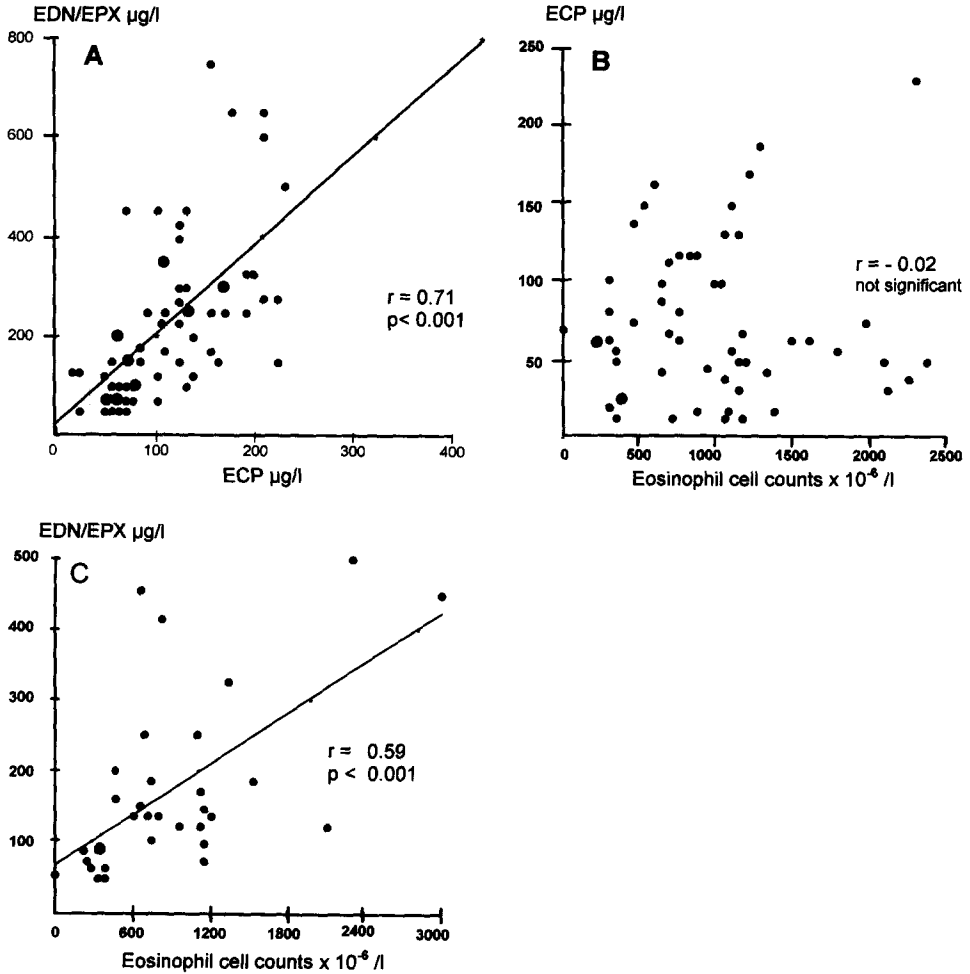 EDN/EPX µg/l
A
800
600
400
200
0
100
200
300
400
ECP µg/l
r = 0.71
p< 0.001
ECP µg/l
B
250
200
150
100
50
0
500
1000
1500
2000
2500
Eosinophil cell counts x 10⁻⁶ /l
r = - 0.02
not significant
EDN/EPX µg/l
C
500
400
300
200
100
0
600
1200
1800
2400
3000
Eosinophil cell counts x 10⁻⁶ /l
r = 0.59
p < 0.001